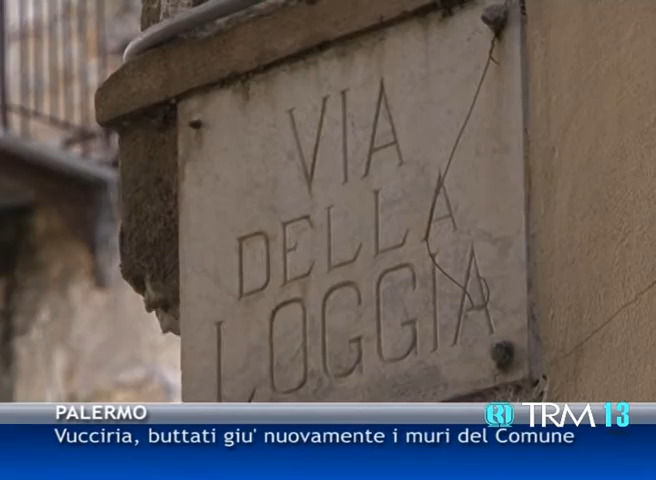 VIA
DELLA
LOGGIA
PALERMO
TRM 13
Vucciria, buttati giu' nuovamente i muri del Comune